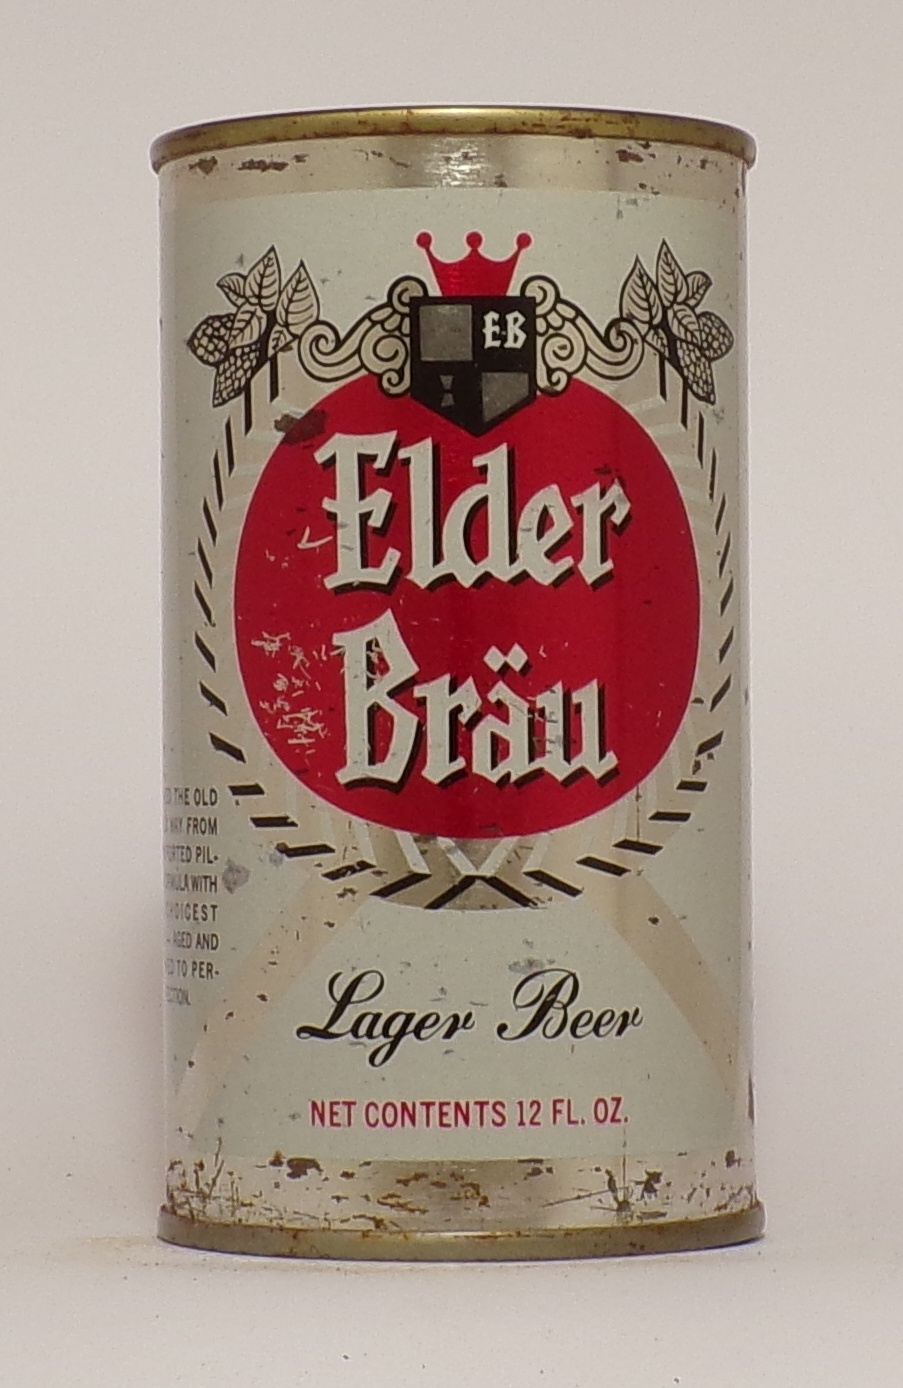 EB
Elder
Bräu
THE OLD
WAY FROM
PIL-
WITH
CHOICEST
AGED AND
TO PER-
Lager Beer
NET CONTENTS 12 FL. OZ.